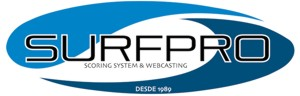 SURFPRO
SCORING SYSTEM & WEBCASTING
DESDE 1989